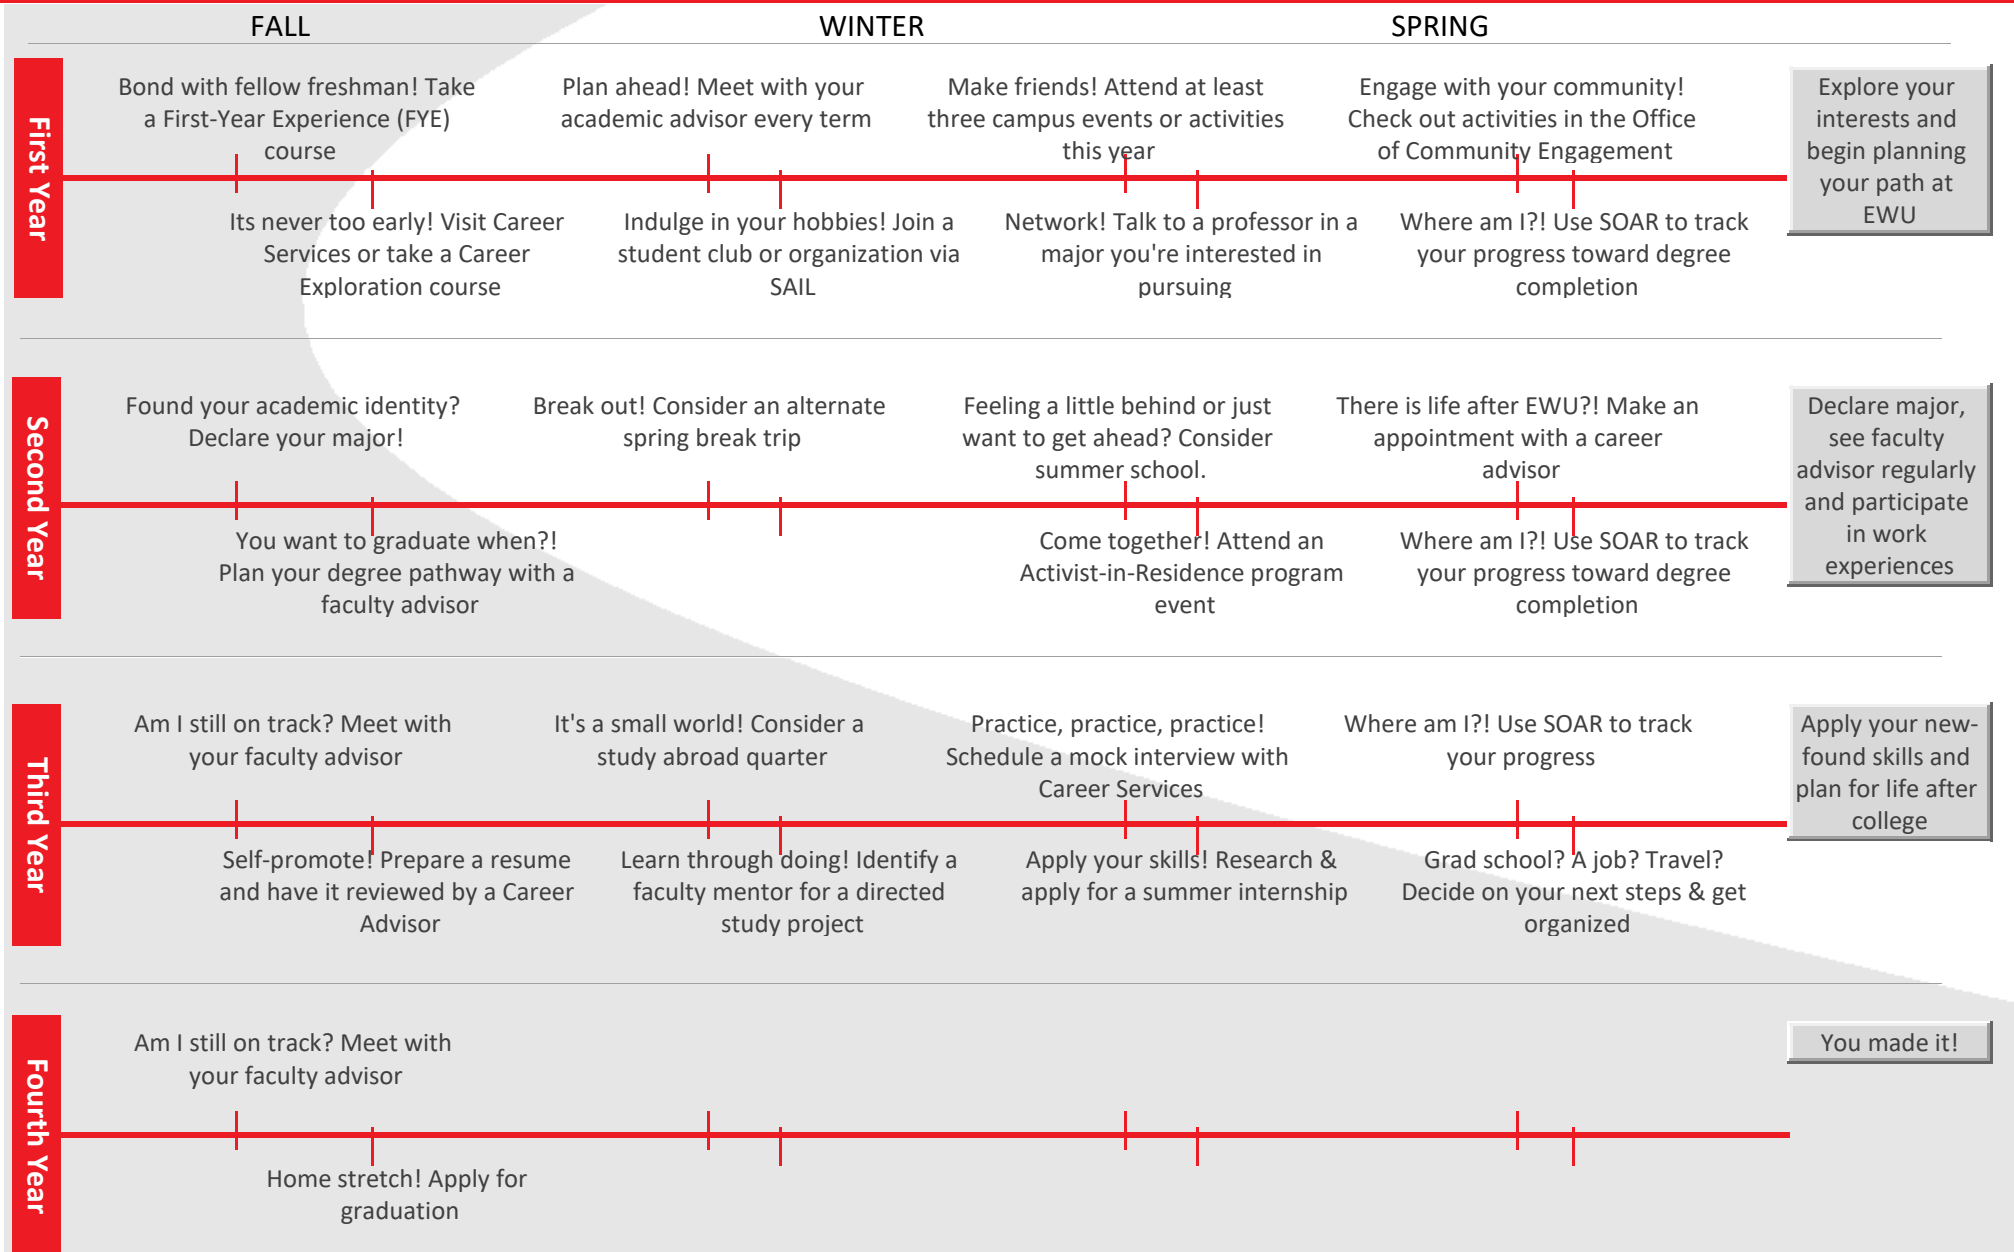 FALL
WINTER
SPRING
First Year
Bond with fellow freshman! Take
a First-Year Experience (FYE)
course
Plan ahead! Meet with your
academic advisor every term
Make friends! Attend at least
three campus events or activities
this year
Engage with your community!
Check out activities in the Office
of Community Engagement
Its never too early! Visit Career
Services or take a Career
Exploration course
Indulge in your hobbies! Join a
student club or organization via
SAIL
Network! Talk to a professor in a
major you're interested in
pursuing
Where am I?! Use SOAR to track
your progress toward degree
completion
Explore your
interests and
begin planning
your path at
EWU
Second Year
Found your academic identity?
Declare your major!
Break out! Consider an alternate
spring break trip
Feeling a little behind or just
want to get ahead? Consider
summer school.
There is life after EWU?! Make an
appointment with a career
advisor
You want to graduate when?!
Plan your degree pathway with a
faculty advisor
Come together! Attend an
Activist-in-Residence program
event
Where am I?! Use SOAR to track
your progress toward degree
completion
Declare major,
see faculty
advisor regularly
and participate
in work
experiences
Third Year
Am I still on track? Meet with
your faculty advisor
It's a small world! Consider a
study abroad quarter
Practice, practice, practice!
Schedule a mock interview with
Career Services
Where am I?! Use SOAR to track
your progress
Self-promote! Prepare a resume
and have it reviewed by a Career
Advisor
Learn through doing! Identify a
faculty mentor for a directed
study project
Apply your skills! Research &
apply for a summer internship
Grad school? A job? Travel?
Decide on your next steps & get
organized
Apply your new-
found skills and
plan for life after
college
Fourth Year
Am I still on track? Meet with
your faculty advisor
Home stretch! Apply for
graduation
You made it!